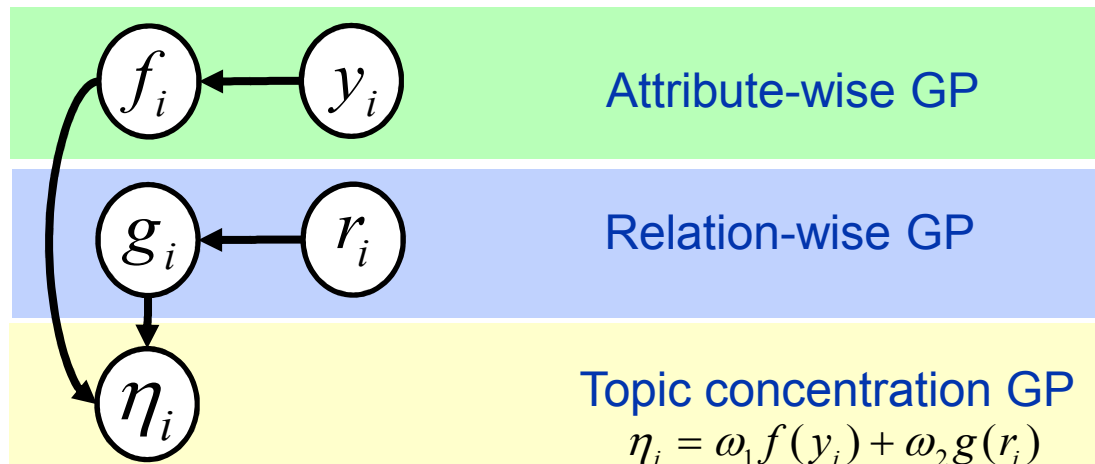 f_i y_i Attribute-wise GP
g_i r_i Relation-wise GP
η_i Topic concentration GP
η_i = ω_1 f(y_i) + ω_2 g(r_i)